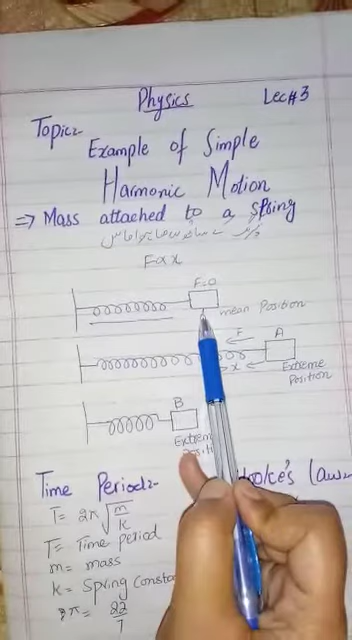 Physics
Lec#3
Topic:-
Example of Simple
Harmonic Motion
⇒ Mass attached to a spring
F∝x
F=0
mean Position
F
A
x
Extreme
Position
B
Extrem
Time Period:-
Hooke's law:-
T = 2π√m/k
T = Time period
m = mass
k = Spring Consta
π = 22/7